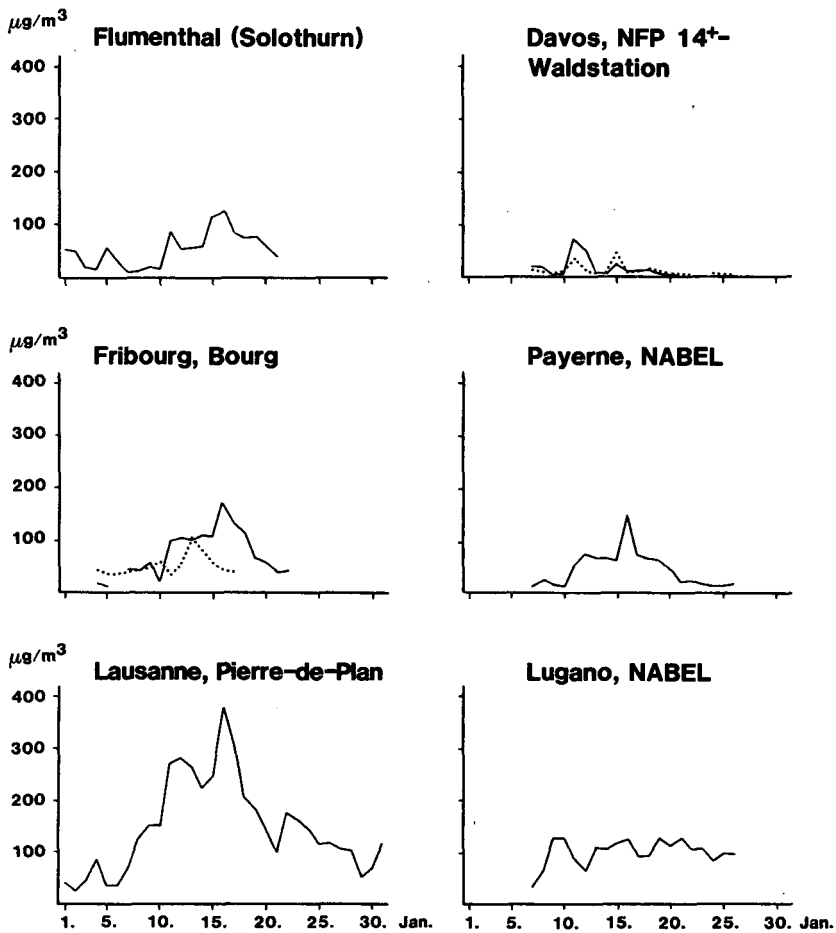 μg/m3
Flumenthal (Solothurn)
400
300
200
100
Davos, NFP 14+-
Waldstation
μg/m3
Fribourg, Bourg
400
300
200
100
Payerne, NABEL
μg/m3
Lausanne, Pierre-de-Plan
400
300
200
100
1. 5. 10. 15. 20. 25. 30. Jan.
Lugano, NABEL
1. 5. 10. 15. 20. 25. 30. Jan.